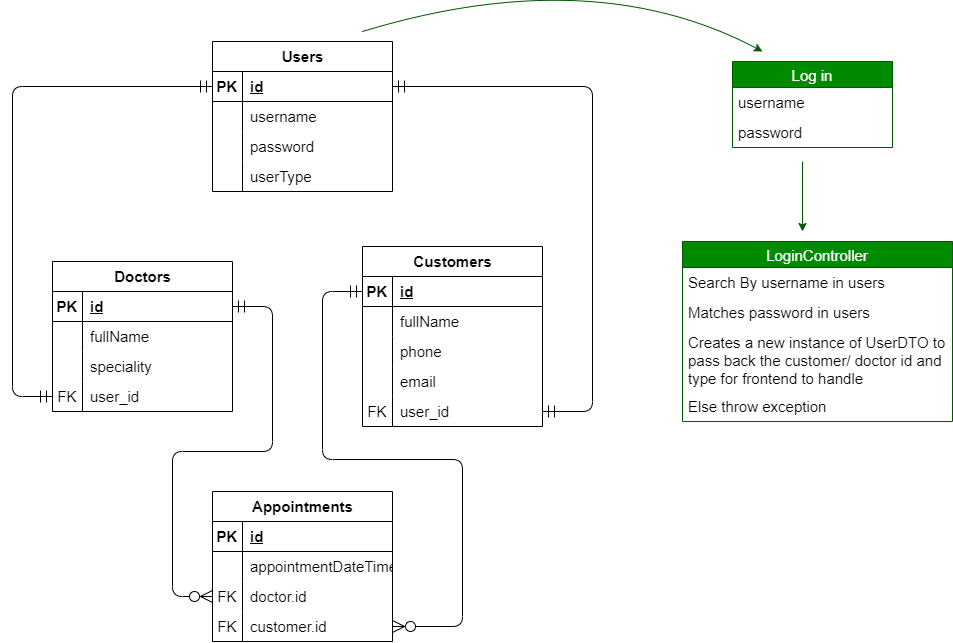 Users
PK id
username
password
userType
Log in
username
password
LoginController
Search By username in users
Matches password in users
Creates a new instance of UserDTO to
pass back the customer/ doctor id and
type for frontend to handle
Else throw exception
Doctors
PK id
fullName
speciality
FK user_id
Customers
PK id
fullName
phone
email
FK user_id
Appointments
PK id
appointmentDateTime
FK doctor.id
FK customer.id